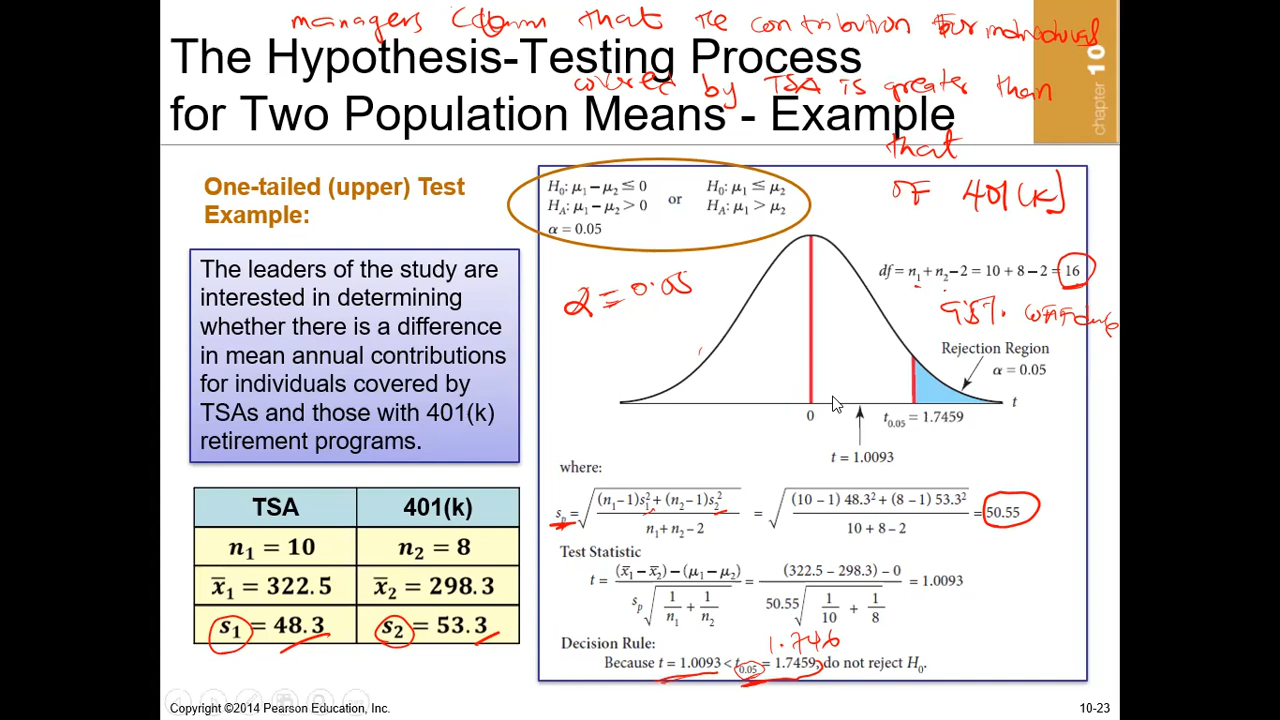 managers claim that the contribution for individuals
The Hypothesis-Testing Process
covered by TSA is greater than
for Two Population Means - Example
that
of 401(K)
chapter 10
One-tailed (upper) Test
Example:
The leaders of the study are
interested in determining
whether there is a difference
in mean annual contributions
for individuals covered by
TSAs and those with 401(k)
retirement programs.
TSA 401(k)
n₁ = 10 n₂ = 8
x̅₁ = 322.5 x̅₂ = 298.3
s₁ = 48.3 s₂ = 53.3
H₀: μ₁ − μ₂ ≤ 0 or H₀: μ₁ ≤ μ₂
H_A: μ₁ − μ₂ > 0 H_A: μ₁ > μ₂
α = 0.05
α = 0.05
df = n₁ + n₂ − 2 = 10 + 8 − 2 = 16
95%. confidence
Rejection Region
α = 0.05
0 t₀.₀₅ = 1.7459 t
t = 1.0093
where:
s_p = √((n₁−1)s₁² + (n₂−1)s₂² / n₁ + n₂ − 2) = √((10 − 1) 48.3² + (8 − 1) 53.3² / 10 + 8 − 2) = 50.55
Test Statistic
t = (x̅₁ − x̅₂) − (μ₁ − μ₂) / s_p √(1/n₁ + 1/n₂) = (322.5 − 298.3) − 0 / 50.55 √(1/10 + 1/8) = 1.0093
Decision Rule:
1.746
Because t = 1.0093 < t₀.₀₅ = 1.7459, do not reject H₀.
Copyright ©2014 Pearson Education, Inc.
10-23